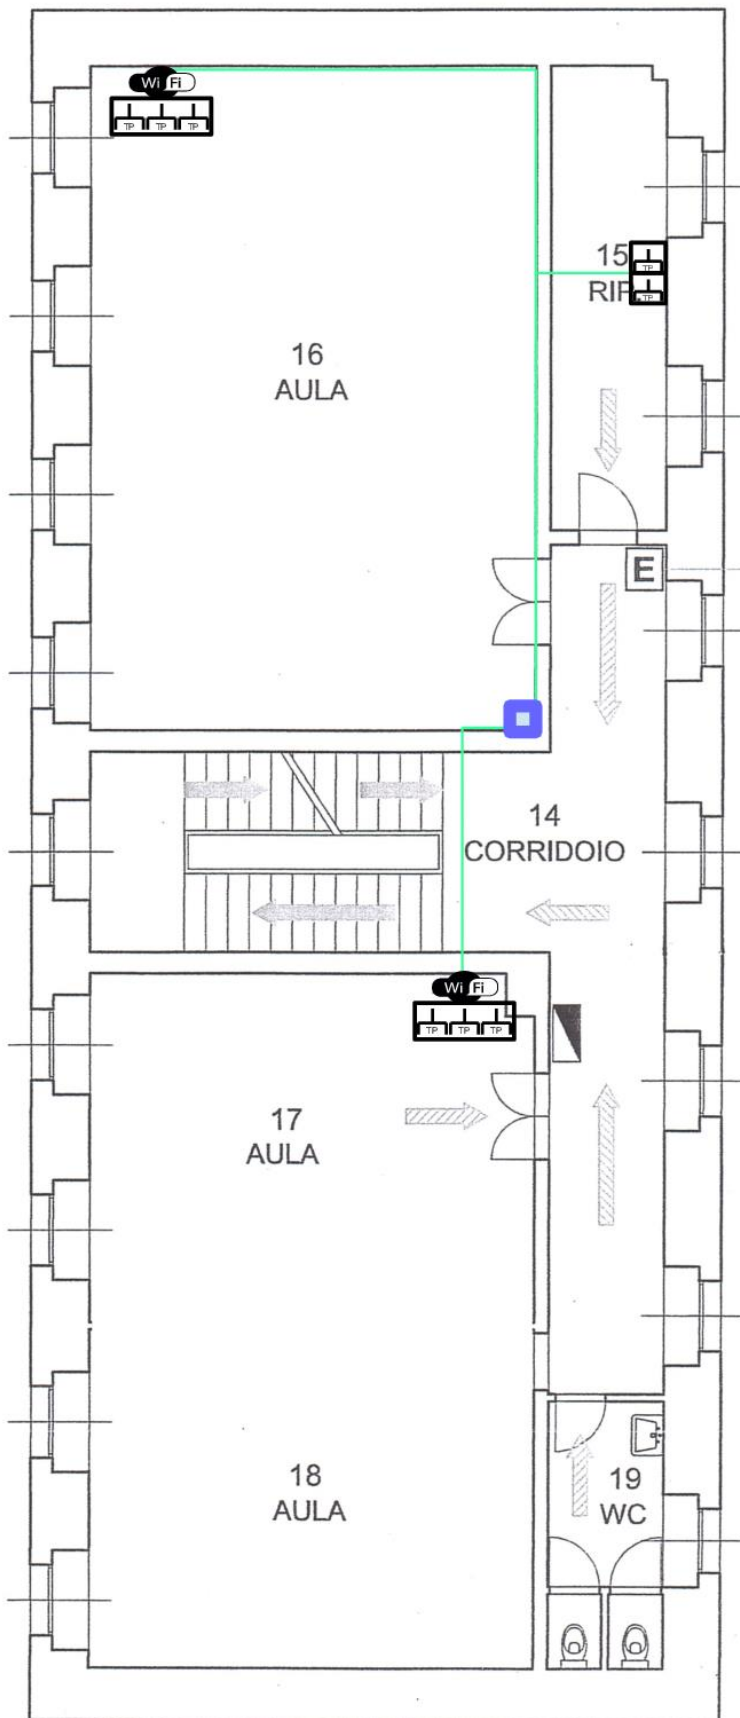 Wi Fi
TP TP TP
15
TP
RIP.
TP
16
AULA
E
14
CORRIDOIO
Wi Fi
TP TP TP
17
AULA
18
AULA
19
WC